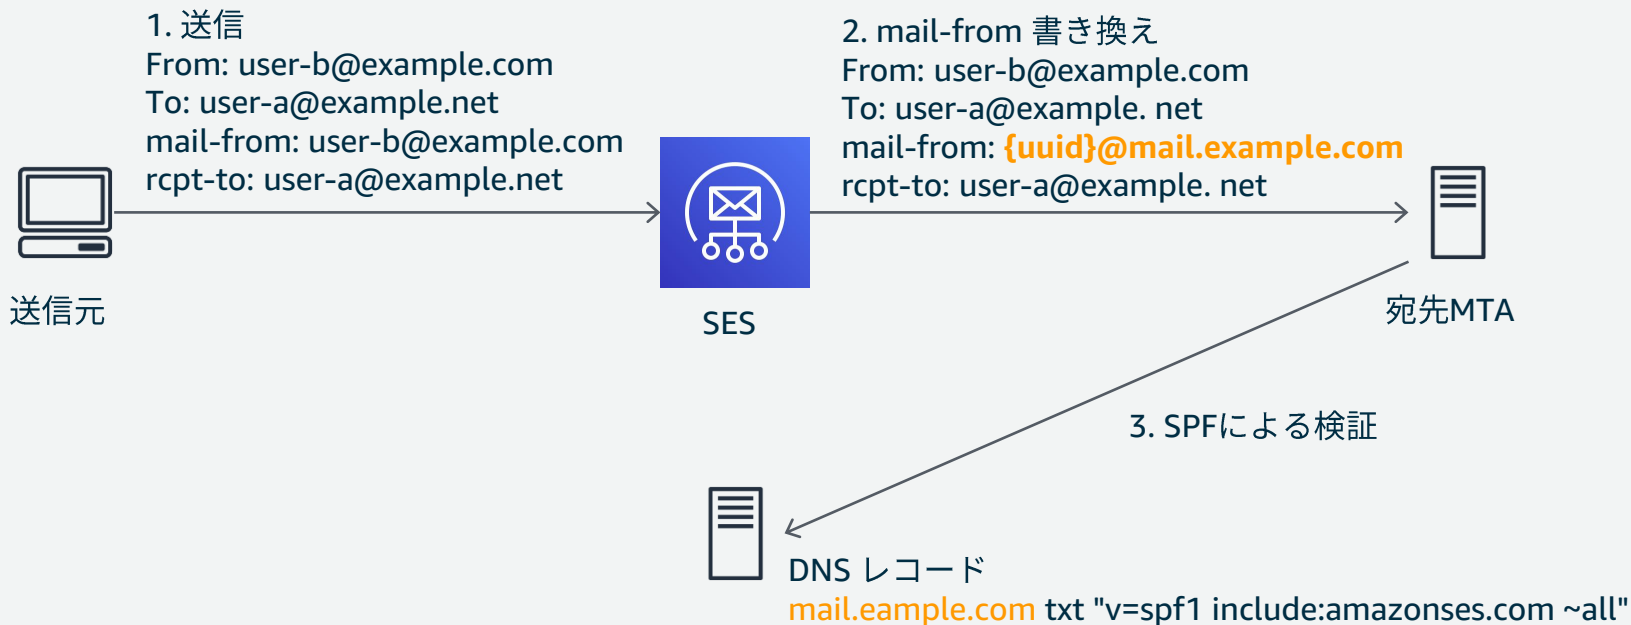 1. 送信
From: user-b@example.com
To: user-a@example.net
mail-from: user-b@example.com
rcpt-to: user-a@example.net
2. mail-from 書き換え
From: user-b@example.com
To: user-a@example. net
mail-from: {uuid}@mail.example.com
rcpt-to: user-a@example. net
送信元
SES
宛先MTA
3. SPFによる検証
DNS レコード
mail.eample.com txt "v=spf1 include:amazonses.com ~all"